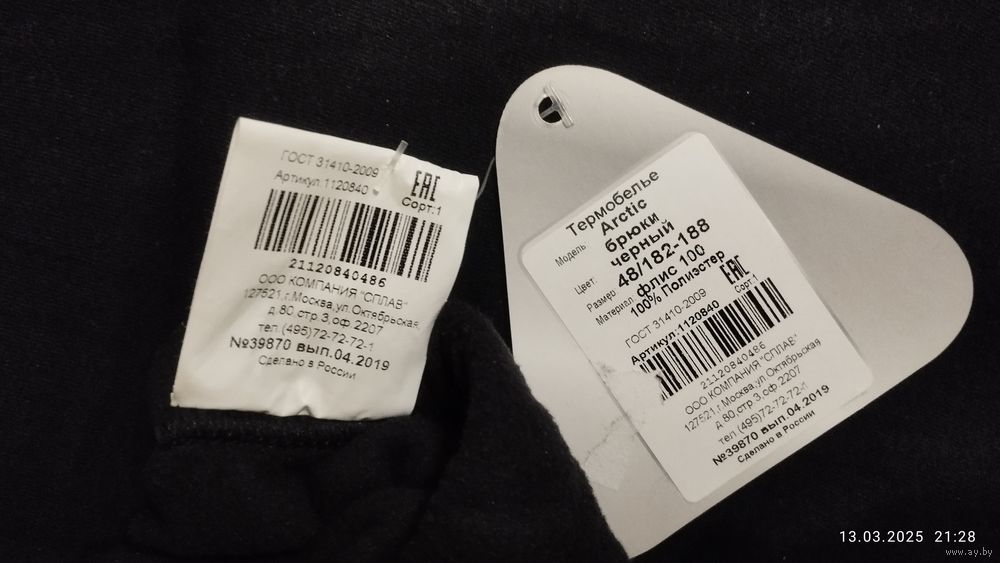 ГОСТ 31410-2009
Артикул:1120840
EAC
Сорт:1
21120840486
ООО КОМПАНИЯ "СПЛАВ"
127521,г.Москва,ул.Октябрьская,
д.80,стр.3,оф.2207
тел.(495)72-72-72-1
№39870 вып.04.2019
Сделано в России
Термобелье
Модель: Arctic
брюки
Цвет: черный
Размер 48/182-188
Материал флис 100
100% Полиэстер
EAC
ГОСТ 31410-2009
Сорт:1
Артикул:1120840
21120840486
ООО КОМПАНИЯ "СПЛАВ"
127521,г.Москва,ул.Октябрьская
д.80,стр.3,оф.2207
тел.(495)72-72-72-1
№39870 вып.04.2019
Сделано в России
13.03.2025 21:28
www.ay.by